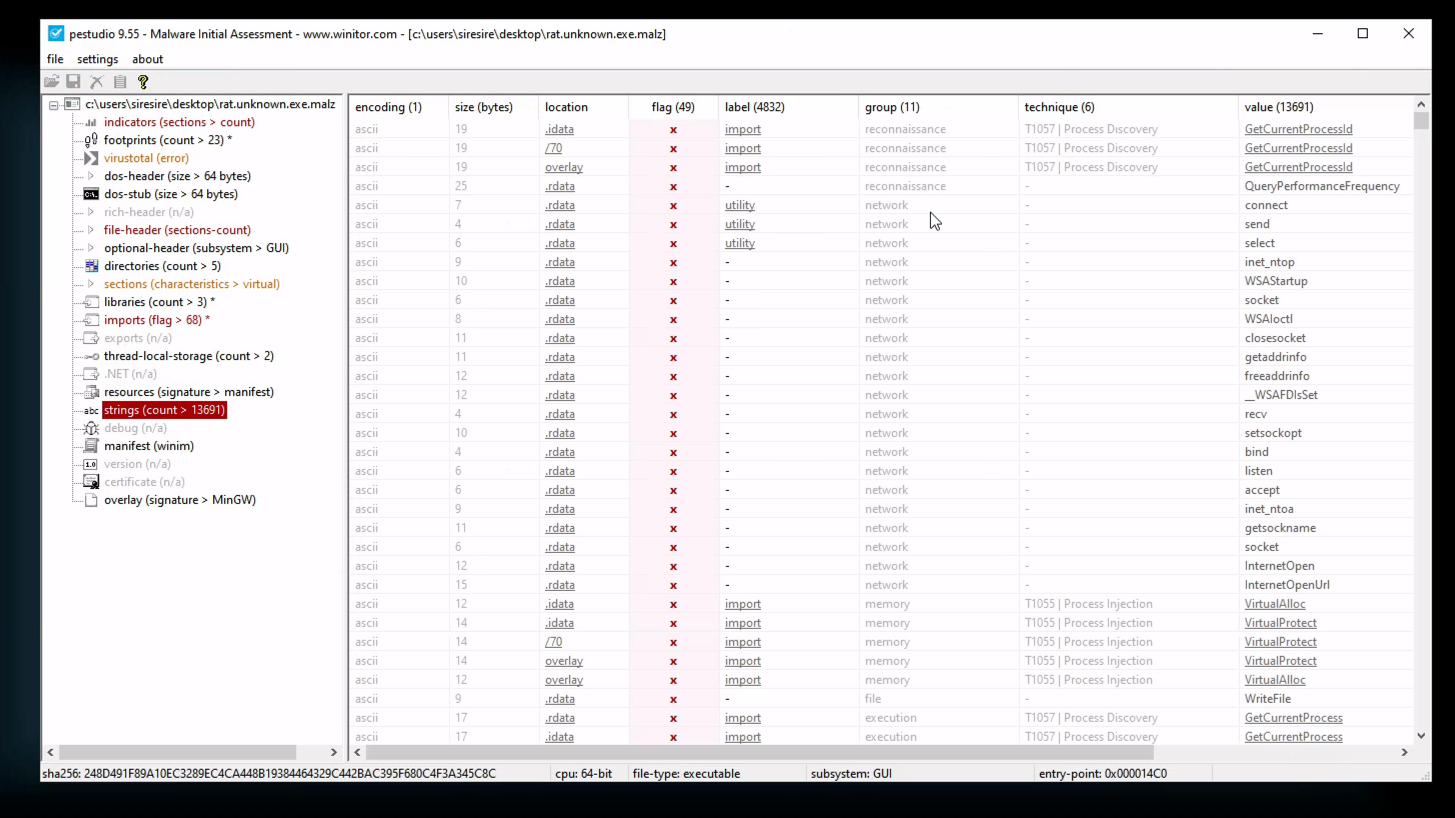 pestudio 9.55 - Malware Initial Assessment - www.winitor.com - [c:\users\siresire\desktop\rat.unknown.exe.malz]
file settings about
c:\users\siresire\desktop\rat.unknown.exe.malz
indicators (sections > count)
footprints (count > 23) *
virustotal (error)
dos-header (size > 64 bytes)
dos-stub (size > 64 bytes)
rich-header (n/a)
file-header (sections-count)
optional-header (subsystem > GUI)
directories (count > 5)
sections (characteristics > virtual)
libraries (count > 3) *
imports (flag > 68) *
exports (n/a)
thread-local-storage (count > 2)
.NET (n/a)
resources (signature > manifest)
abc strings (count > 13691)
debug (n/a)
manifest (winim)
1.0 version (n/a)
certificate (n/a)
overlay (signature > MinGW)
encoding (1) size (bytes) location flag (49) label (4832) group (11) technique (6) value (13691)
ascii 19 .idata x import reconnaissance T1057 | Process Discovery GetCurrentProcessId
ascii 19 /70 x import reconnaissance T1057 | Process Discovery GetCurrentProcessId
ascii 19 overlay x import reconnaissance T1057 | Process Discovery GetCurrentProcessId
ascii 25 .rdata x - reconnaissance - QueryPerformanceFrequency
ascii 7 .rdata x utility network - connect
ascii 4 .rdata x utility network - send
ascii 6 .rdata x utility network - select
ascii 9 .rdata x - network - inet_ntop
ascii 10 .rdata x - network - WSAStartup
ascii 6 .rdata x - network - socket
ascii 8 .rdata x - network - WSAIoctl
ascii 11 .rdata x - network - closesocket
ascii 11 .rdata x - network - getaddrinfo
ascii 12 .rdata x - network - freeaddrinfo
ascii 12 .rdata x - network - __WSAFDIsSet
ascii 4 .rdata x - network - recv
ascii 10 .rdata x - network - setsockopt
ascii 4 .rdata x - network - bind
ascii 6 .rdata x - network - listen
ascii 6 .rdata x - network - accept
ascii 9 .rdata x - network - inet_ntoa
ascii 11 .rdata x - network - getsockname
ascii 6 .rdata x - network - socket
ascii 12 .rdata x - network - InternetOpen
ascii 15 .rdata x - network - InternetOpenUrl
ascii 12 .idata x import memory T1055 | Process Injection VirtualAlloc
ascii 14 .idata x import memory T1055 | Process Injection VirtualProtect
ascii 14 /70 x import memory T1055 | Process Injection VirtualProtect
ascii 14 overlay x import memory T1055 | Process Injection VirtualProtect
ascii 12 overlay x import memory T1055 | Process Injection VirtualAlloc
ascii 9 .rdata x - file - WriteFile
ascii 17 .rdata x import execution T1057 | Process Discovery GetCurrentProcess
ascii 17 .idata x import execution T1057 | Process Discovery GetCurrentProcess
sha256: 248D491F89A10EC3289EC4CA448B19384464329C442BAC395F680C4F3A345C8C cpu: 64-bit file-type: executable subsystem: GUI entry-point: 0x000014C0